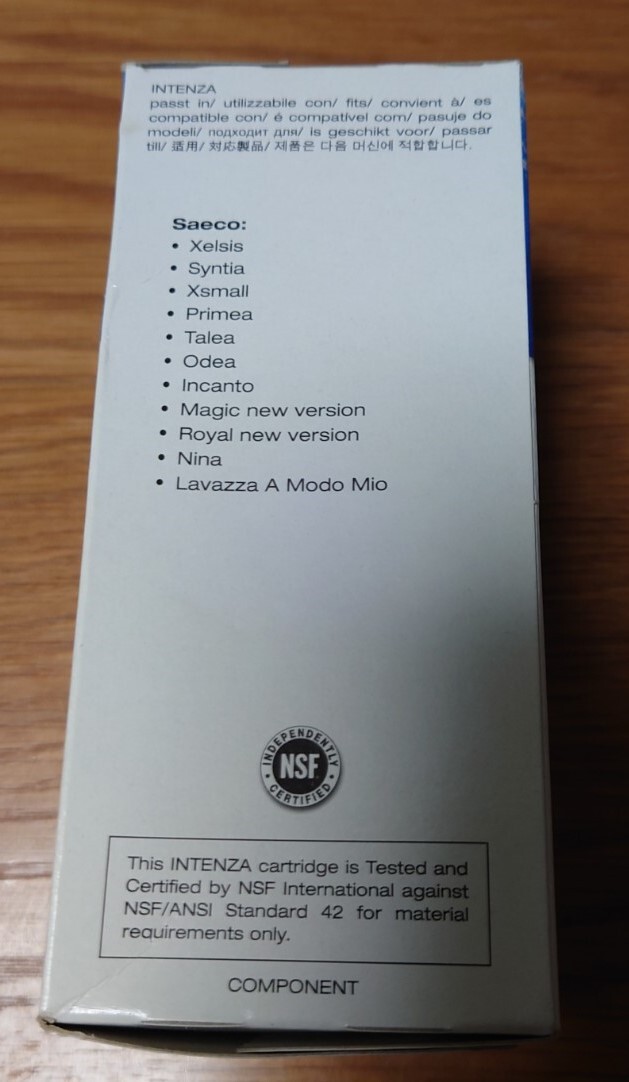 INTENZA
passt in/ utilizzabile con/ fits/ convient à/ es
compatible con/ é compatível com/ pasuje do
modeli/ подходит для/ is geschikt voor/ passar
till/ 适用/ 対応製品/ 제품은 다음 머신에 적합합니다.
Saeco:
• Xelsis
• Syntia
• Xsmall
• Primea
• Talea
• Odea
• Incanto
• Magic new version
• Royal new version
• Nina
• Lavazza A Modo Mio
INDEPENDENTLY
NSF
CERTIFIED
This INTENZA cartridge is Tested and
Certified by NSF International against
NSF/ANSI Standard 42 for material
requirements only.
COMPONENT